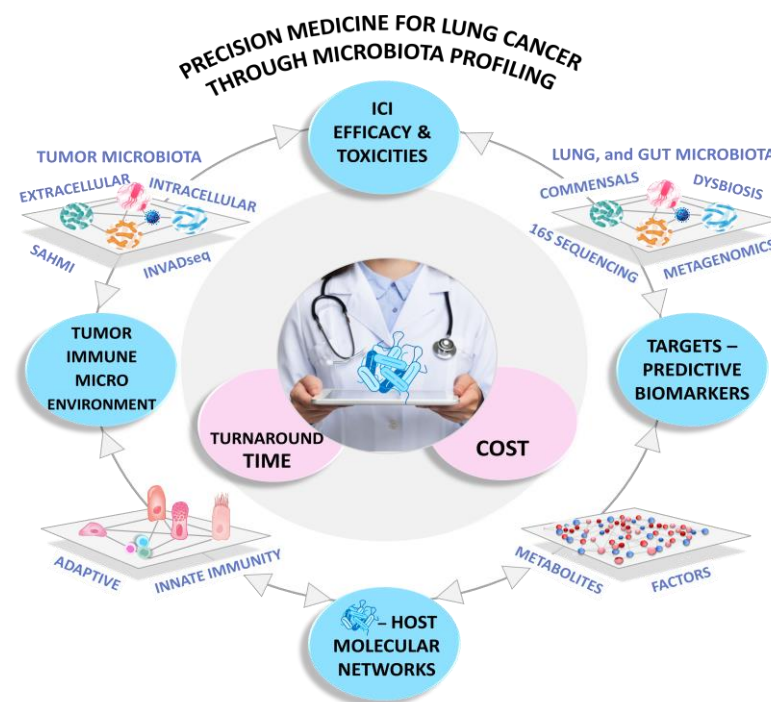 PRECISION MEDICINE FOR LUNG CANCER
THROUGH MICROBIOTA PROFILING
ICI
EFFICACY &
TOXICITIES
TUMOR MICROBIOTA
EXTRACELLULAR
INTRACELLULAR
SAHMI
INVADseq
LUNG, and GUT MICROBIOTA
COMMENSALS
DYSBIOSIS
16S SEQUENCING
METAGENOMICS
TUMOR
IMMUNE
MICRO
ENVIRONMENT
TARGETS –
PREDICTIVE
BIOMARKERS
TURNAROUND
TIME
COST
ADAPTIVE
INNATE IMMUNITY
METABOLITES
FACTORS
– HOST
MOLECULAR
NETWORKS